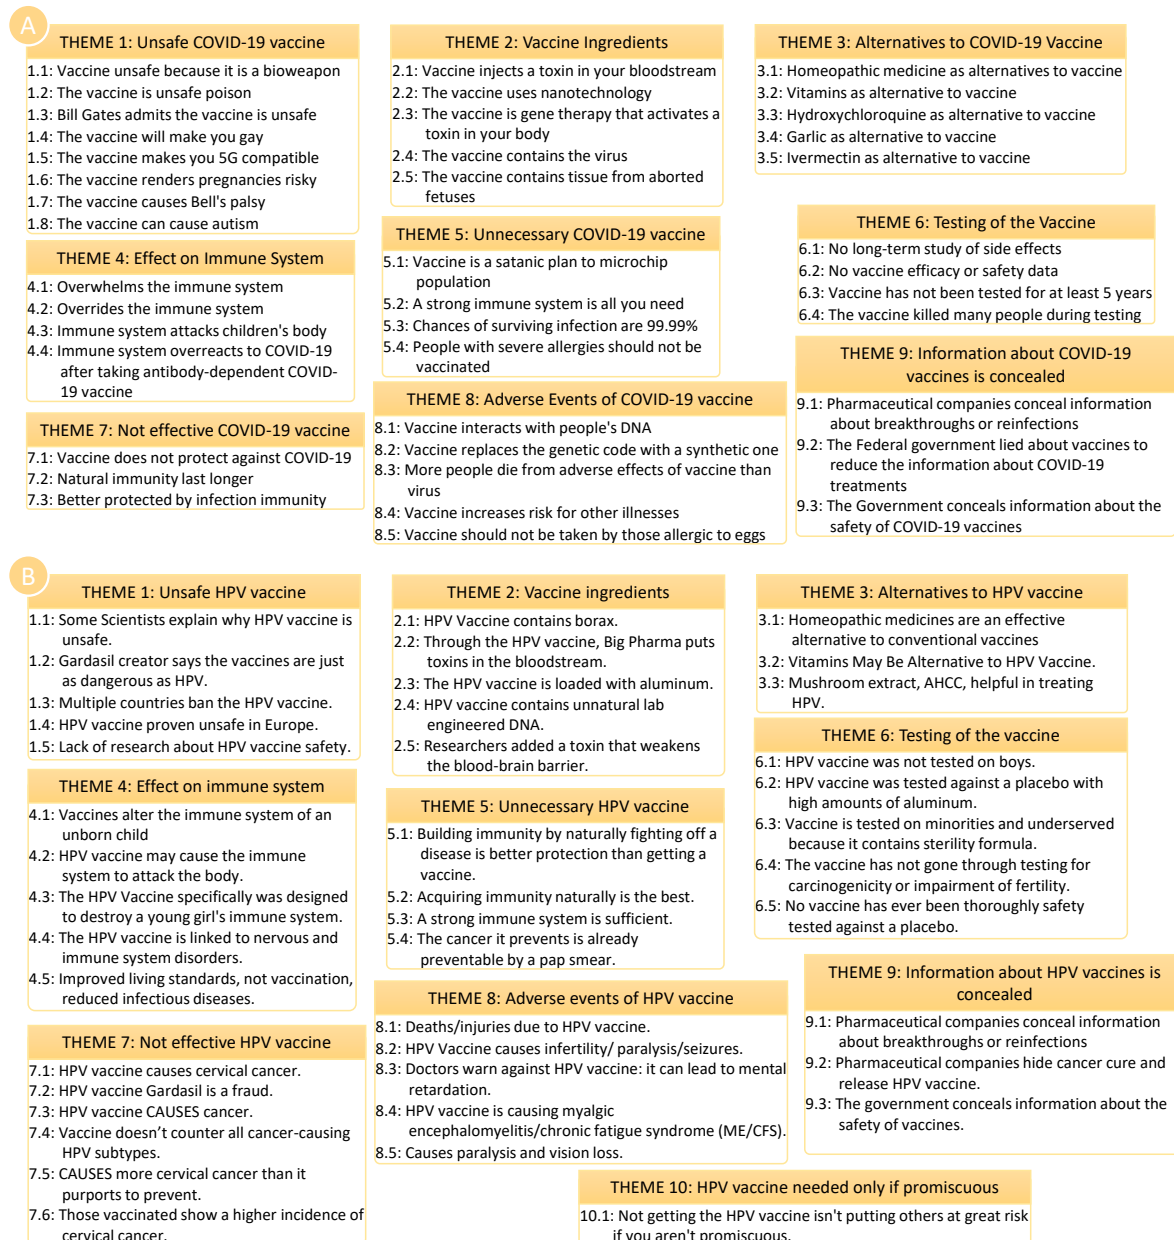 A
THEME 1: Unsafe COVID-19 vaccine
1.1: Vaccine unsafe because it is a bioweapon
1.2: The vaccine is unsafe poison
1.3: Bill Gates admits the vaccine is unsafe
1.4: The vaccine will make you gay
1.5: The vaccine makes you 5G compatible
1.6: The vaccine renders pregnancies risky
1.7: The vaccine causes Bell's palsy
1.8: The vaccine can cause autism
THEME 2: Vaccine Ingredients
2.1: Vaccine injects a toxin in your bloodstream
2.2: The vaccine uses nanotechnology
2.3: The vaccine is gene therapy that activates a
toxin in your body
2.4: The vaccine contains the virus
2.5: The vaccine contains tissue from aborted
fetuses
THEME 3: Alternatives to COVID-19 Vaccine
3.1: Homeopathic medicine as alternatives to vaccine
3.2: Vitamins as alternative to vaccine
3.3: Hydroxychloroquine as alternative to vaccine
3.4: Garlic as alternative to vaccine
3.5: Ivermectin as alternative to vaccine
THEME 4: Effect on Immune System
4.1: Overwhelms the immune system
4.2: Overrides the immune system
4.3: Immune system attacks children's body
4.4: Immune system overreacts to COVID-19
after taking antibody-dependent COVID-
19 vaccine
THEME 5: Unnecessary COVID-19 vaccine
5.1: Vaccine is a satanic plan to microchip
population
5.2: A strong immune system is all you need
5.3: Chances of surviving infection are 99.99%
5.4: People with severe allergies should not be
vaccinated
THEME 6: Testing of the Vaccine
6.1: No long-term study of side effects
6.2: No vaccine efficacy or safety data
6.3: Vaccine has not been tested for at least 5 years
6.4: The vaccine killed many people during testing
THEME 7: Not effective COVID-19 vaccine
7.1: Vaccine does not protect against COVID-19
7.2: Natural immunity last longer
7.3: Better protected by infection immunity
THEME 8: Adverse Events of COVID-19 vaccine
8.1: Vaccine interacts with people's DNA
8.2: Vaccine replaces the genetic code with a synthetic one
8.3: More people die from adverse effects of vaccine than
virus
8.4: Vaccine increases risk for other illnesses
8.5: Vaccine should not be taken by those allergic to eggs
THEME 9: Information about COVID-19
vaccines is concealed
9.1: Pharmaceutical companies conceal information
about breakthroughs or reinfections
9.2: The Federal government lied about vaccines to
reduce the information about COVID-19
treatments
9.3: The Government conceals information about the
safety of COVID-19 vaccines
B
THEME 1: Unsafe HPV vaccine
1.1: Some Scientists explain why HPV vaccine is
unsafe.
1.2: Gardasil creator says the vaccines are just
as dangerous as HPV.
1.3: Multiple countries ban the HPV vaccine.
1.4: HPV vaccine proven unsafe in Europe.
1.5: Lack of research about HPV vaccine safety.
THEME 2: Vaccine ingredients
2.1: HPV Vaccine contains borax.
2.2: Through the HPV vaccine, Big Pharma puts
toxins in the bloodstream.
2.3: The HPV vaccine is loaded with aluminum.
2.4: HPV vaccine contains unnatural lab
engineered DNA.
2.5: Researchers added a toxin that weakens
the blood-brain barrier.
THEME 3: Alternatives to HPV vaccine
3.1: Homeopathic medicines are an effective
alternative to conventional vaccines
3.2: Vitamins May Be Alternative to HPV Vaccine.
3.3: Mushroom extract, AHCC, helpful in treating
HPV.
THEME 4: Effect on immune system
4.1: Vaccines alter the immune system of an
unborn child
4.2: HPV vaccine may cause the immune
system to attack the body.
4.3: The HPV Vaccine specifically was designed
to destroy a young girl's immune system.
4.4: The HPV vaccine is linked to nervous and
immune system disorders.
4.5: Improved living standards, not vaccination,
reduced infectious diseases.
THEME 5: Unnecessary HPV vaccine
5.1: Building immunity by naturally fighting off a
disease is better protection than getting a
vaccine.
5.2: Acquiring immunity naturally is the best.
5.3: A strong immune system is sufficient.
5.4: The cancer it prevents is already
preventable by a pap smear.
THEME 6: Testing of the vaccine
6.1: HPV vaccine was not tested on boys.
6.2: HPV vaccine was tested against a placebo with
high amounts of aluminum.
6.3: Vaccine is tested on minorities and underserved
because it contains sterility formula.
6.4: The vaccine has not gone through testing for
carcinogenicity or impairment of fertility.
6.5: No vaccine has ever been thoroughly safety
tested against a placebo.
THEME 7: Not effective HPV vaccine
7.1: HPV vaccine causes cervical cancer.
7.2: HPV vaccine Gardasil is a fraud.
7.3: HPV vaccine CAUSES cancer.
7.4: Vaccine doesn’t counter all cancer-causing
HPV subtypes.
7.5: CAUSES more cervical cancer than it
purports to prevent.
7.6: Those vaccinated show a higher incidence of
cervical cancer.
THEME 8: Adverse events of HPV vaccine
8.1: Deaths/injuries due to HPV vaccine.
8.2: HPV Vaccine causes infertility/ paralysis/seizures.
8.3: Doctors warn against HPV vaccine: it can lead to mental
retardation.
8.4: HPV vaccine is causing myalgic
encephalomyelitis/chronic fatigue syndrome (ME/CFS).
8.5: Causes paralysis and vision loss.
THEME 9: Information about HPV vaccines is
concealed
9.1: Pharmaceutical companies conceal information
about breakthroughs or reinfections
9.2: Pharmaceutical companies hide cancer cure and
release HPV vaccine.
9.3: The government conceals information about the
safety of vaccines.
THEME 10: HPV vaccine needed only if promiscuous
10.1: Not getting the HPV vaccine isn't putting others at great risk
if you aren't promiscuous.